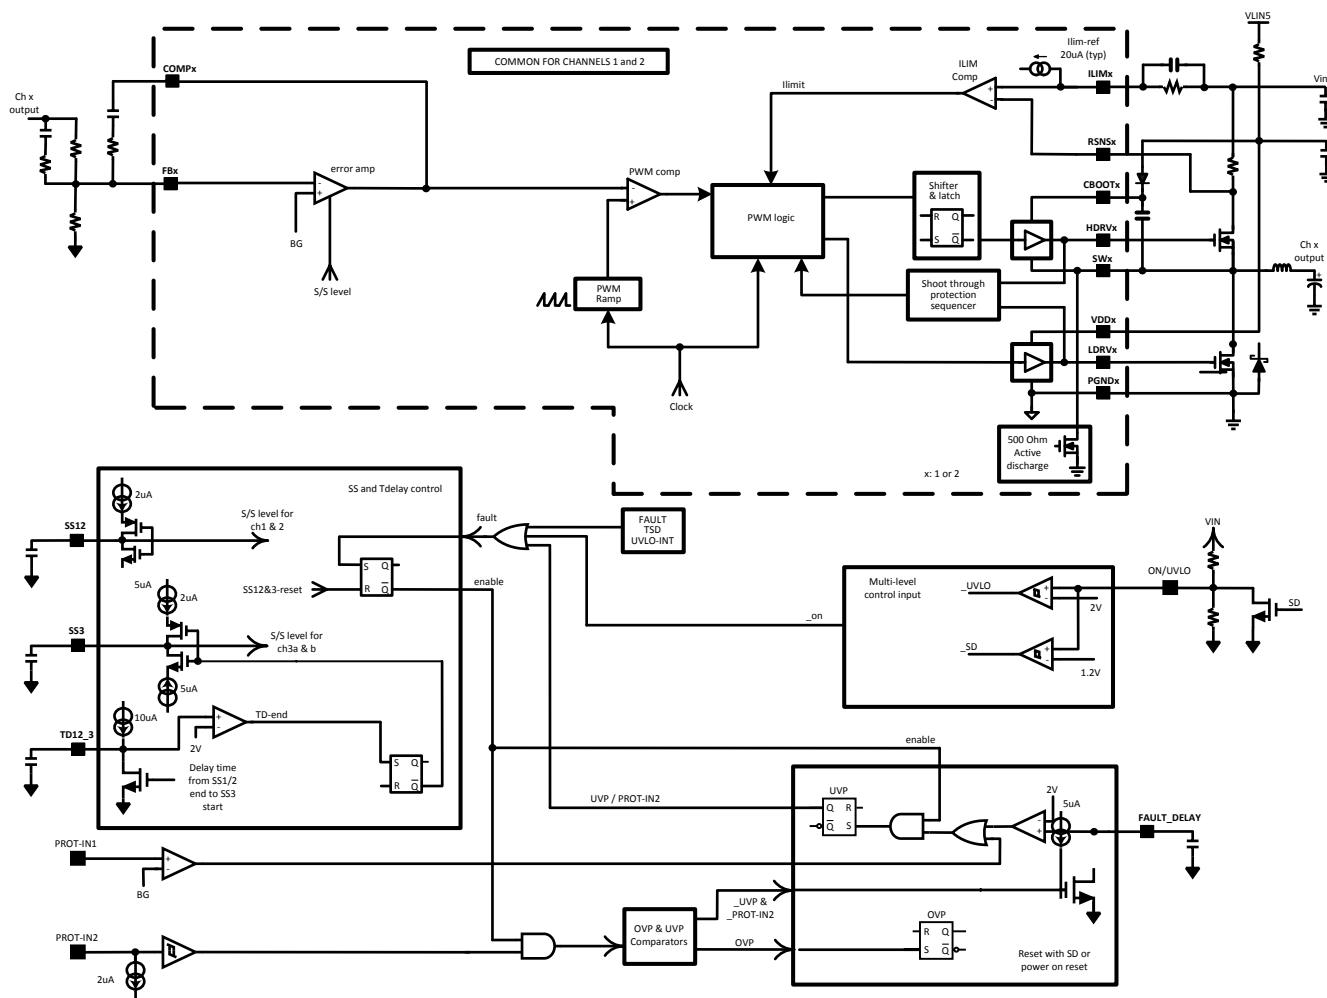 VLIN5
COMMON FOR CHANNELS 1 and 2
Ilim-ref
20uA (typ)
ILIM
Comp
COMPx
Ilimit
+
-
ILIMx
Vin
Ch x
output
RSNSx
FBx
error amp
-
+
PWM comp
-
+
PWM logic
Shifter
& latch
R Q
S Q
CBOOTx
BG
HDRVx
Ch x
output
SWx
+
S/S level
PWM
Ramp
Shoot through
protection
sequencer
VDDx
LDRVx
PGNDx
Clock
500 Ohm
Active
discharge
x: 1 or 2
SS and Tdelay control
2uA
S/S level for
ch1 & 2
SS12
fault
FAULT
TSD
UVLO-INT
VIN
S Q
R Q
SS12&3-reset
enable
5uA
2uA
ON/UVLO
Multi-level
control input
_UVLO
+
-
2V
SD
_on
SS3
S/S level for
ch3a & b
_SD
+
-
1.2V
5uA
10uA
TD-end
+
-
2V
TD12_3
S Q
R Q
Delay time
from SS1/2
end to SS3
start
enable
UVP
2V
5uA
UVP / PROT-IN2
Q R
Q S
-
+
FAULT_DELAY
PROT-IN1
+
-
BG
_UVP &
_PROT-IN2
OVP & UVP
Comparators
OVP
OVP
R Q
S Q
PROT-IN2
2uA
Reset with SD or
power on reset